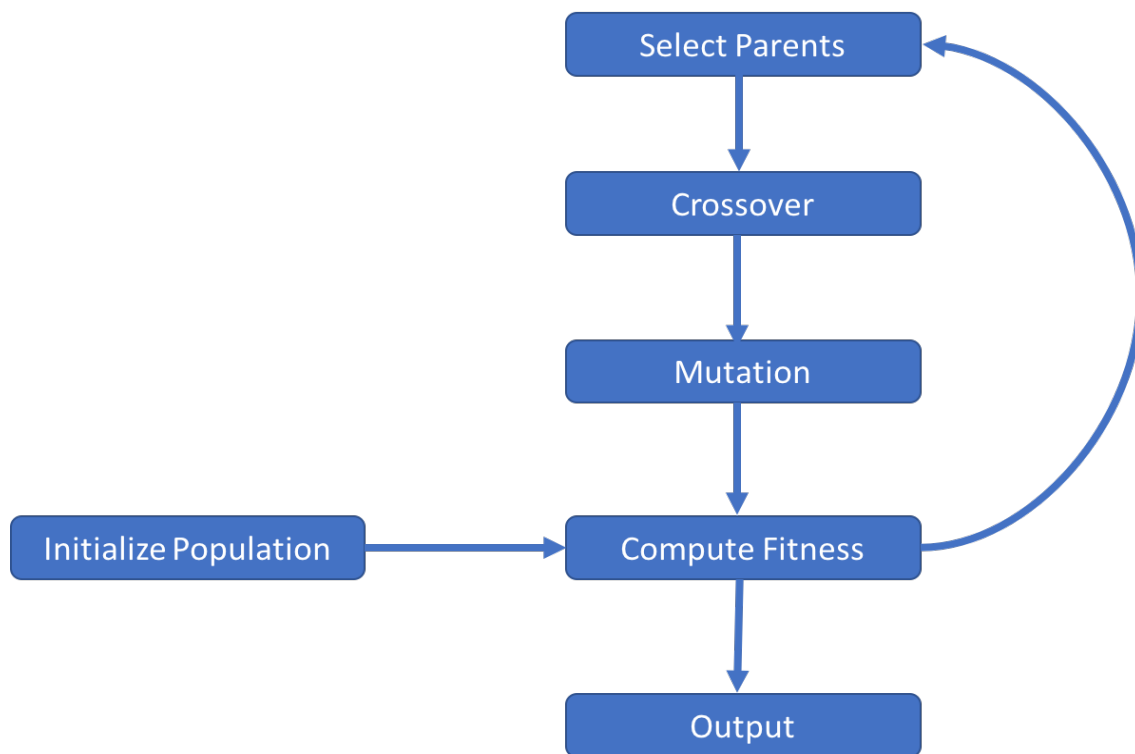 Select Parents
Crossover
Mutation
Initialize Population
Compute Fitness
Output